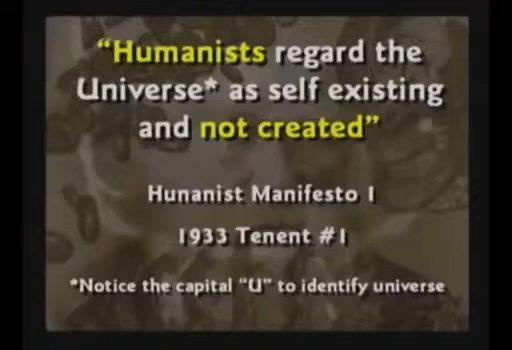 “Humanists regard the
Universe* as self existing
and not created”
Hunanist Manifesto I
1933 Tenent #1
*Notice the capital “U” to identify universe